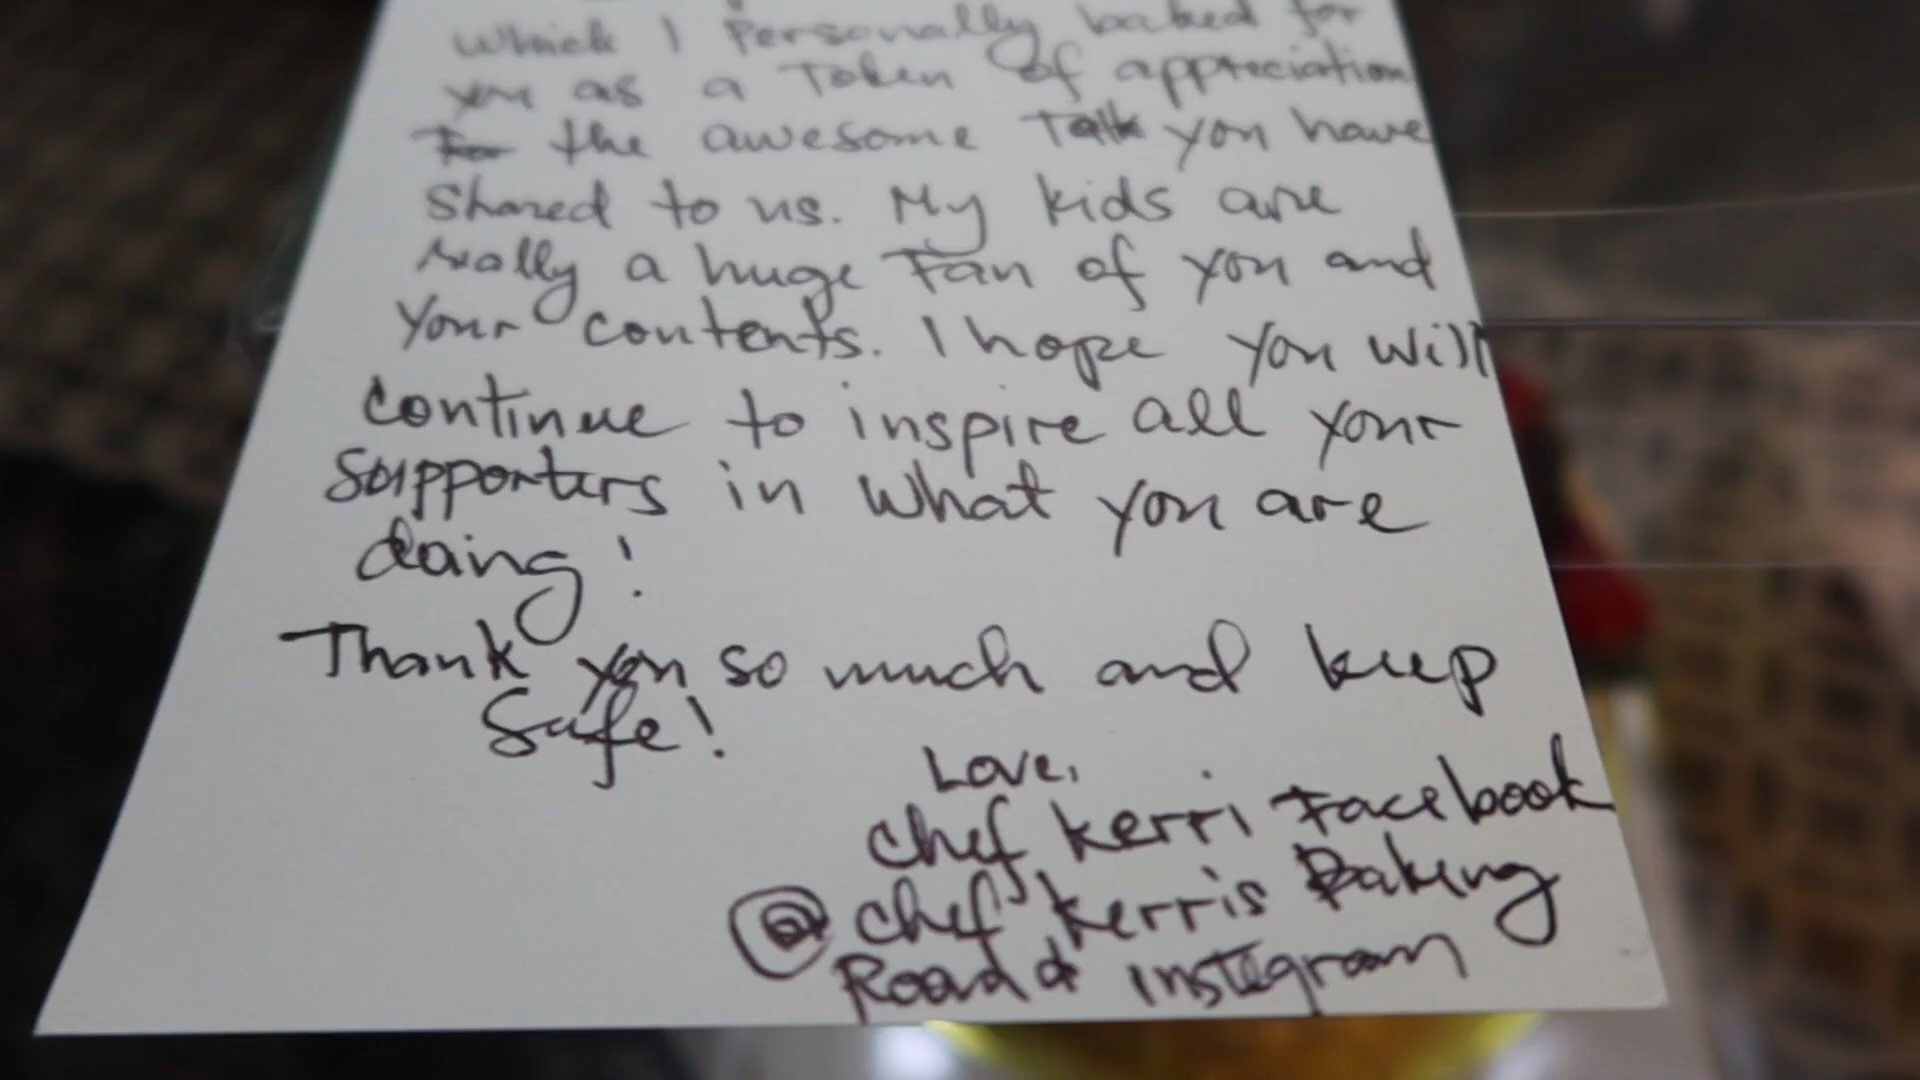 Which I Personally baked for
you as a Token of appreciation
For the awesome Talk you have
Shared to us. My kids are
really a huge Fan of you and
Your contents. I hope you will
continue to inspire all your
Supporters in what you are
doing!
Thank you so much and keep
Safe!
Love,
Chef Kerri Facebook
@ chef Kerris Baking
Road & Instagram